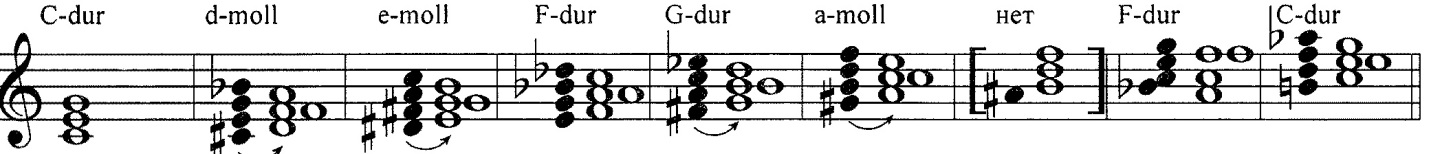 C-dur d-moll e-moll F-dur G-dur a-moll нет F-dur C-dur